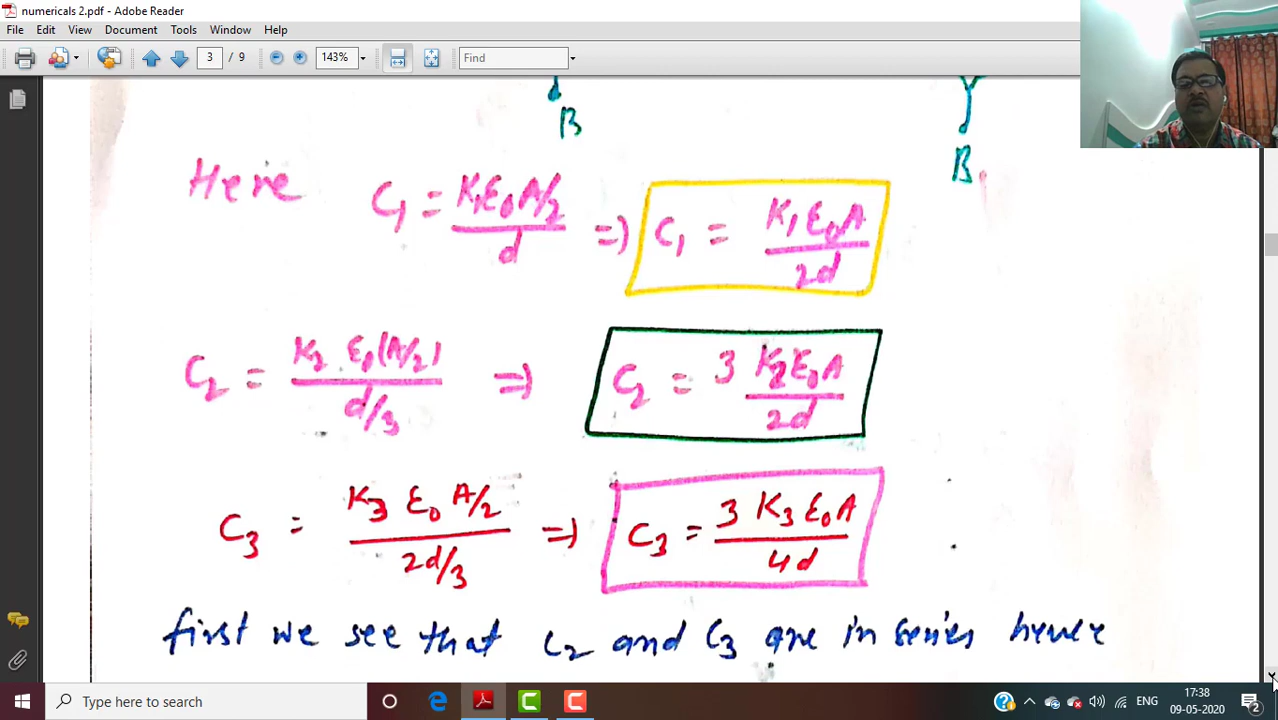 numericals 2.pdf - Adobe Reader
File Edit View Document Tools Window Help
3 / 9 143% Find
B B
Here C₁ = K₁ε₀A/2 / d => C₁ = K₁ε₀A / 2d
C₂ = K₂ ε₀(A/2) / d/3 => C₂ = 3 K₂ε₀A / 2d
C₃ = K₃ ε₀ A/2 / 2d/3 => C₃ = 3 K₃ε₀A / 4d
first we see that C₂ and C₃ are in series hence
Type here to search
ENG 17:38
09-05-2020 2